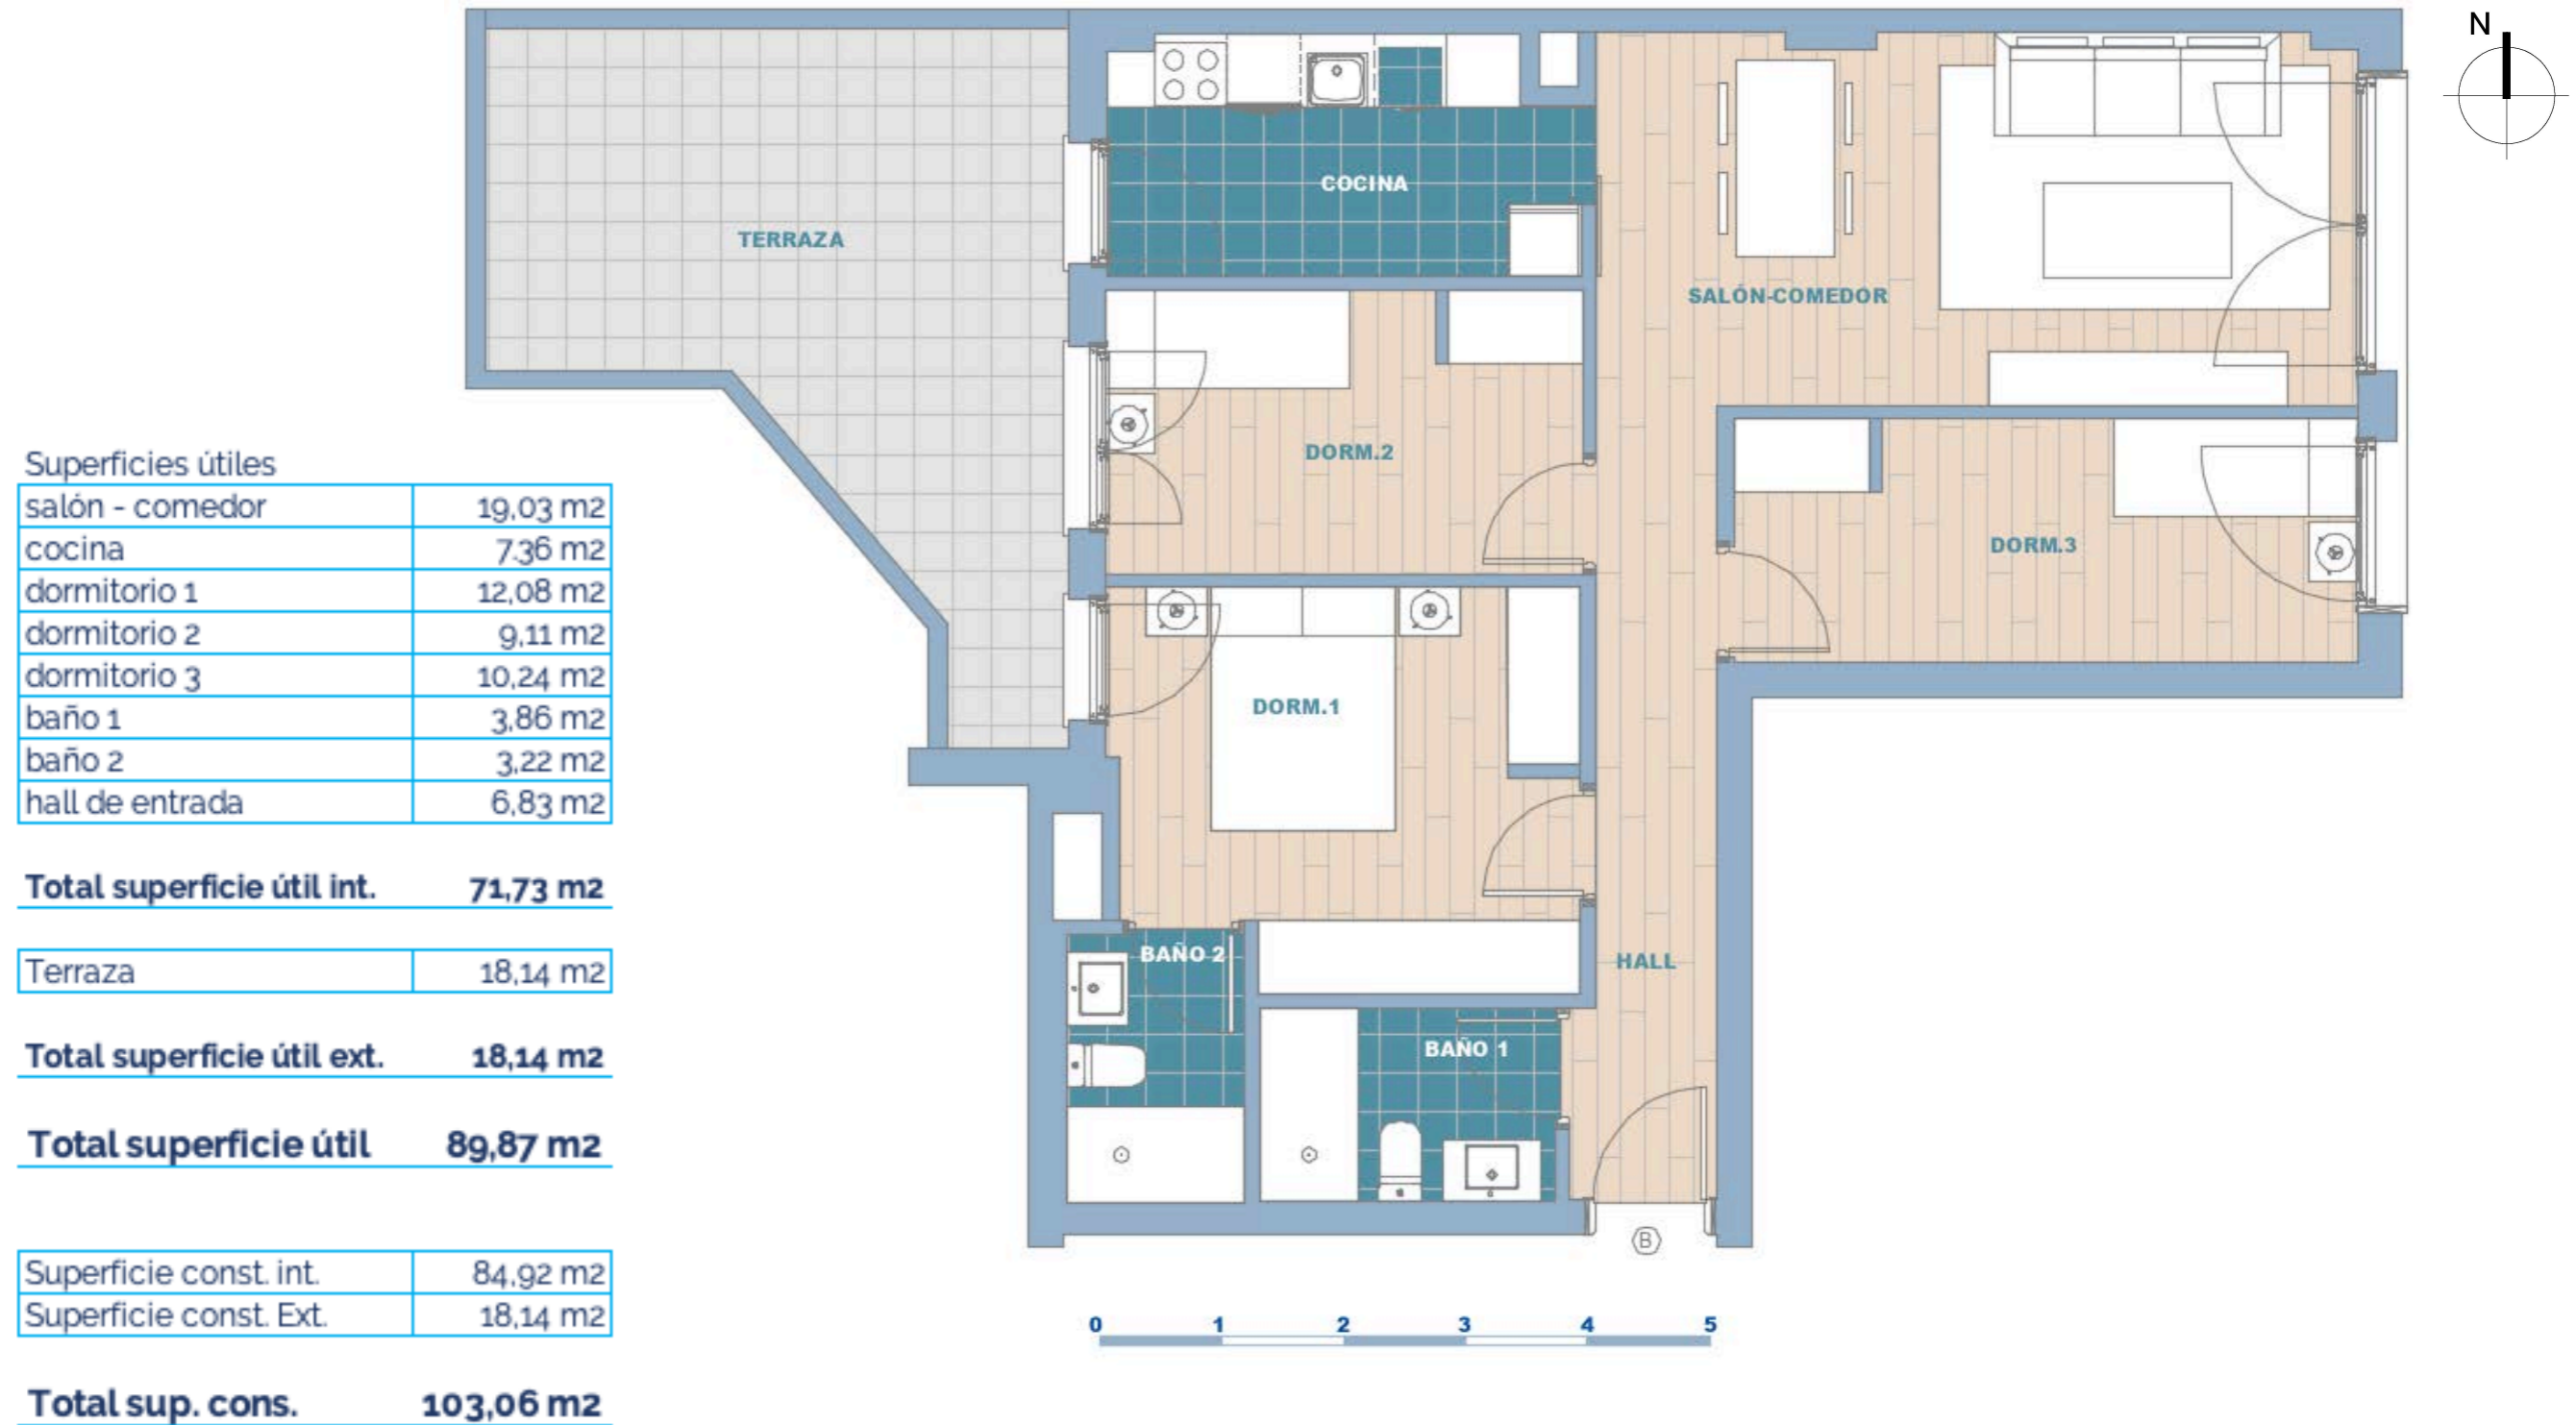 N
COCINA
TERRAZA
SALÓN-COMEDOR
DORM.2
DORM.3
DORM.1
BAÑO 2
HALL
BAÑO 1
B
0 1 2 3 4 5
Superficies útiles
salón - comedor 19,03 m2
cocina 7.36 m2
dormitorio 1 12,08 m2
dormitorio 2 9,11 m2
dormitorio 3 10,24 m2
baño 1 3,86 m2
baño 2 3,22 m2
hall de entrada 6,83 m2
Total superficie útil int. 71,73 m2
Terraza 18,14 m2
Total superficie útil ext. 18,14 m2
Total superficie útil 89,87 m2
Superficie const. int. 84,92 m2
Superficie const. Ext. 18,14 m2
Total sup. cons. 103,06 m2